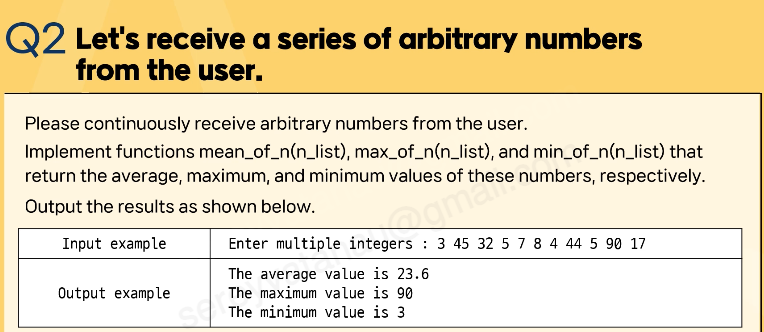 Q2 Let's receive a series of arbitrary numbers
from the user.
Please continuously receive arbitrary numbers from the user.
Implement functions mean_of_n(n_list), max_of_n(n_list), and min_of_n(n_list) that
return the average, maximum, and minimum values of these numbers, respectively.
Output the results as shown below.
Input example Enter multiple integers : 3 45 32 5 7 8 4 44 5 90 17
Output example
The average value is 23.6
The maximum value is 90
The minimum value is 3